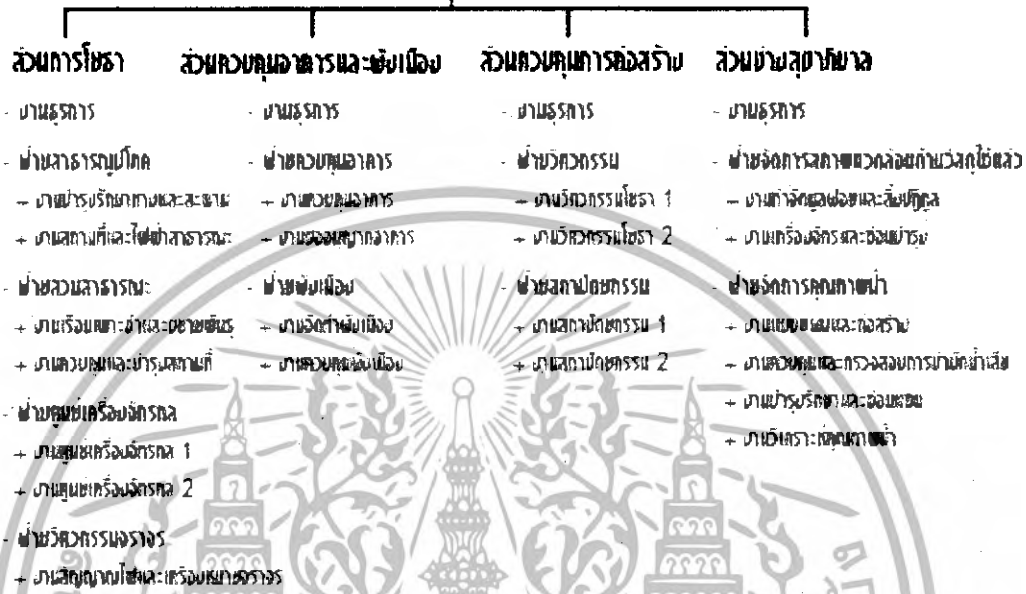 ส่วนการโยธา
- งานธุรการ
- ฝ่ายสาธารณูปโภค
+ งานบำรุงรักษาทางและสะพาน
+ งานสถานที่และไฟฟ้าสาธารณะ
- ฝ่ายสวนสาธารณะ
+ งานเรือนเพาะชำและขยายพันธุ์
+ งานควบคุมและบำรุงสถานที่
- ฝ่ายศูนย์เครื่องจักรกล
+ งานศูนย์เครื่องจักรกล 1
+ งานศูนย์เครื่องจักรกล 2
- ฝ่ายวิศวกรรมจราจร
+ งานสัญญาณไฟและเครื่องหมายจราจร
ส่วนควบคุมอาคารและผังเมือง
- งานธุรการ
- ฝ่ายควบคุมอาคาร
+ งานควบคุมอาคาร
+ งานขออนุญาตอาคาร
- ฝ่ายผังเมือง
+ งานจัดทำผังเมือง
+ งานควบคุมผังเมือง
ส่วนควบคุมการก่อสร้าง
- งานธุรการ
- ฝ่ายวิศวกรรม
+ งานวิศวกรรมโยธา 1
+ งานวิศวกรรมโยธา 2
- ฝ่ายสถาปัตยกรรม
+ งานสถาปัตยกรรม 1
+ งานสถาปัตยกรรม 2
ส่วนช่างสุขาภิบาล
- งานธุรการ
- ฝ่ายจัดการสภาพแวดล้อมด้านวัสดุใช้แล้ว
+ งานกำจัดมูลฝอยและสิ่งปฏิกูล
+ งานเครื่องจักรและซ่อมบำรุง
- ฝ่ายจัดการคุณภาพน้ำ
+ งานแบบแผนและก่อสร้าง
+ งานควบคุมและตรวจสอบการบำบัดน้ำเสีย
+ งานบำรุงรักษาและซ่อมแซม
+ งานวิเคราะห์คุณภาพน้ำ